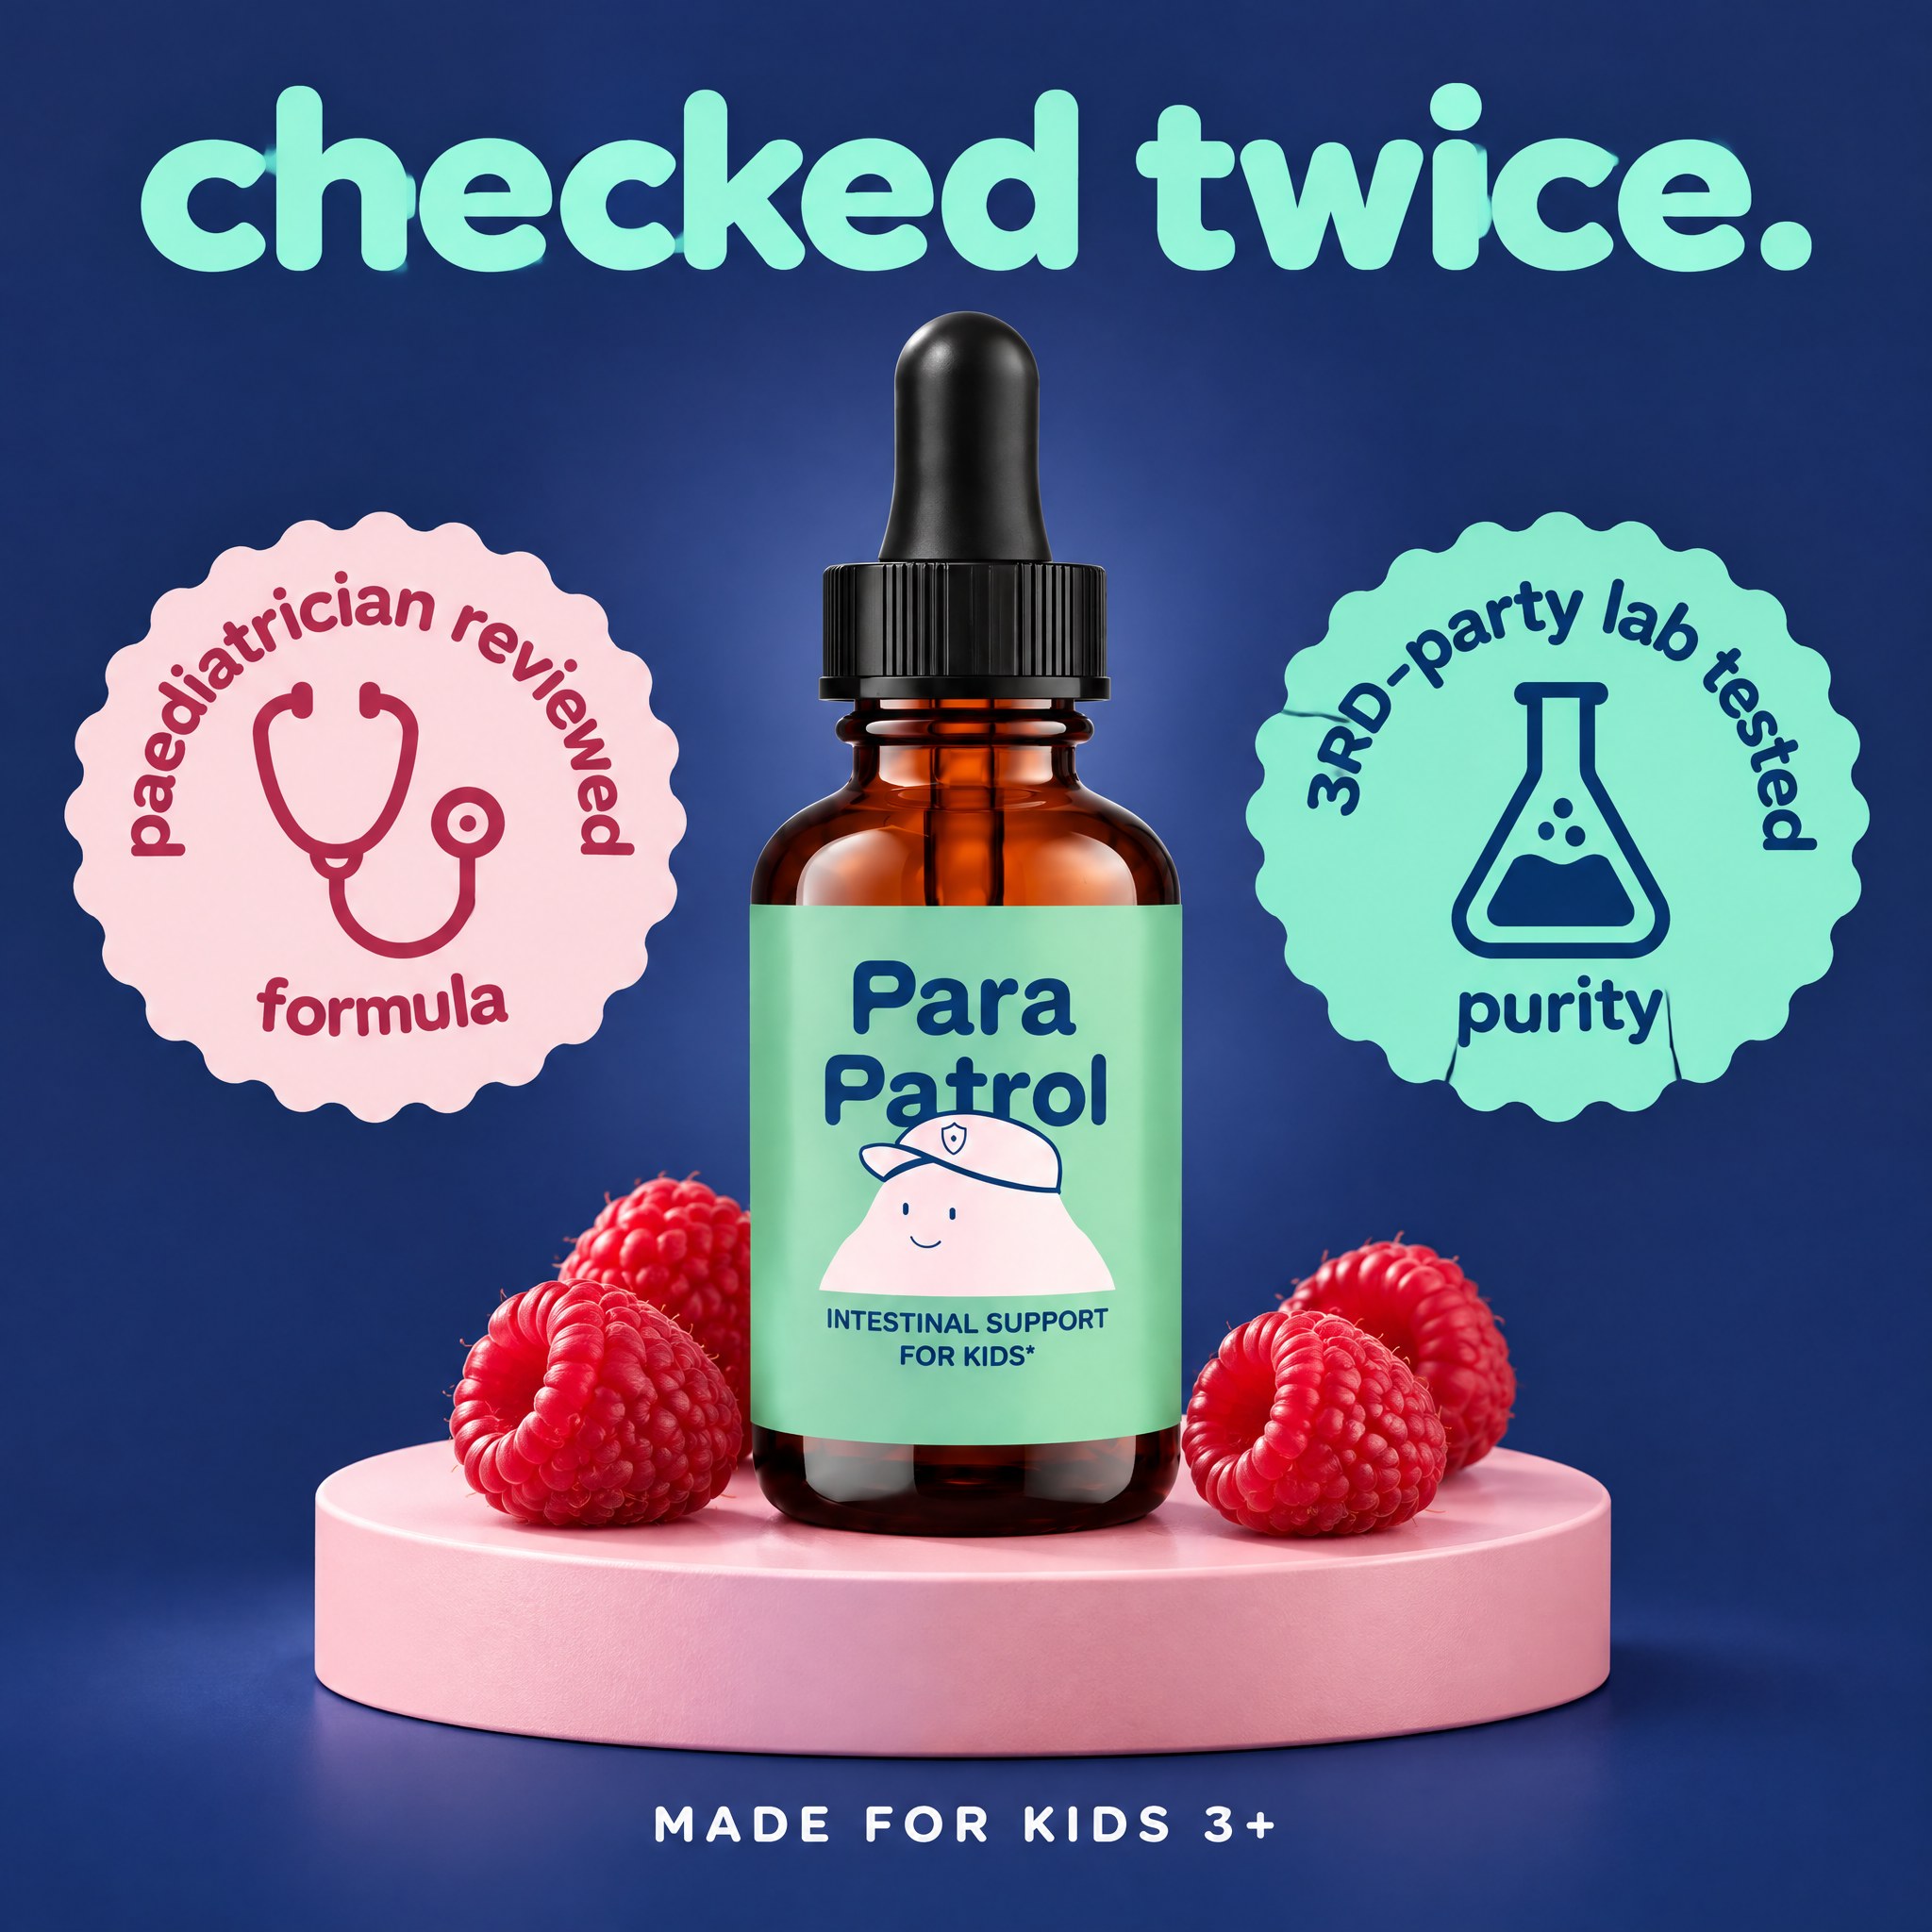 checked twice.
paediatrician reviewed
formula
3RD-party lab tested
purity
Para
Patrol
INTESTINAL SUPPORT
FOR KIDS*
MADE FOR KIDS 3+